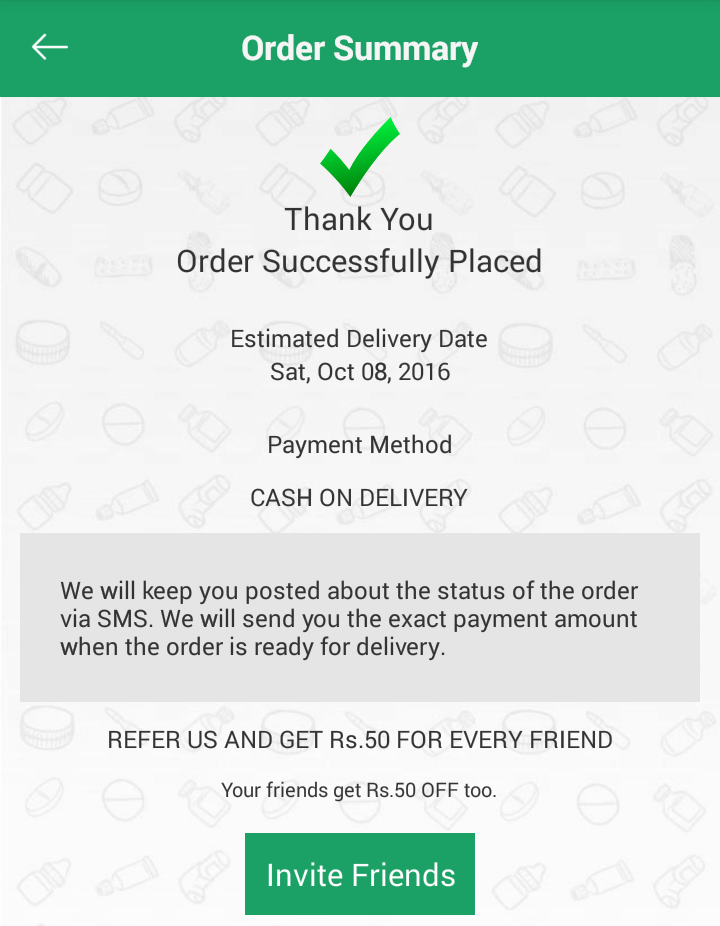 Order Summary
Thank You
Order Successfully Placed
Estimated Delivery Date
Sat, Oct 08, 2016
Payment Method
CASH ON DELIVERY
We will keep you posted about the status of the order
via SMS. We will send you the exact payment amount
when the order is ready for delivery.
REFER US AND GET Rs.50 FOR EVERY FRIEND
Your friends get Rs.50 OFF too.
Invite Friends